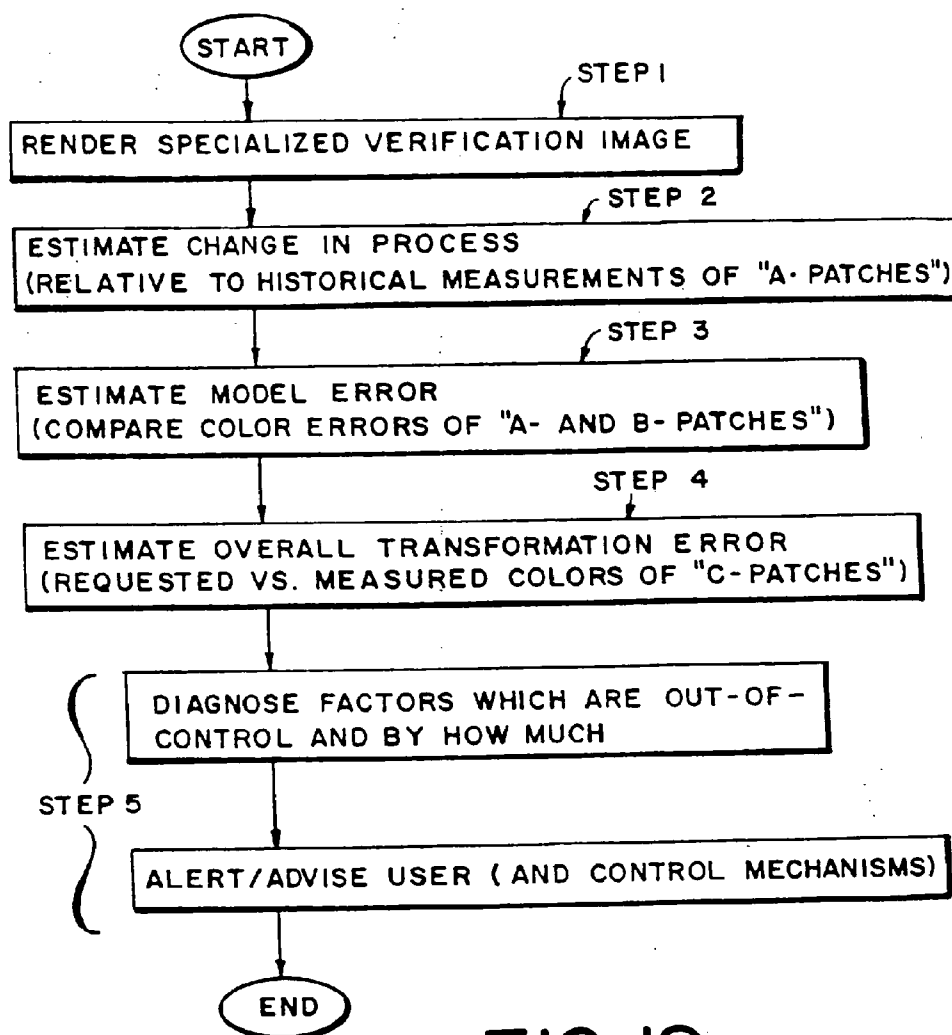 START
STEP 1
RENDER SPECIALIZED VERIFICATION IMAGE
STEP 2
ESTIMATE CHANGE IN PROCESS
(RELATIVE TO HISTORICAL MEASUREMENTS OF "A-PATCHES")
STEP 3
ESTIMATE MODEL ERROR
(COMPARE COLOR ERRORS OF "A- AND B- PATCHES")
STEP 4
ESTIMATE OVERALL TRANSFORMATION ERROR
(REQUESTED VS. MEASURED COLORS OF "C-PATCHES")
DIAGNOSE FACTORS WHICH ARE OUT-OF-
CONTROL AND BY HOW MUCH
STEP 5
ALERT/ADVISE USER (AND CONTROL MECHANISMS)
END